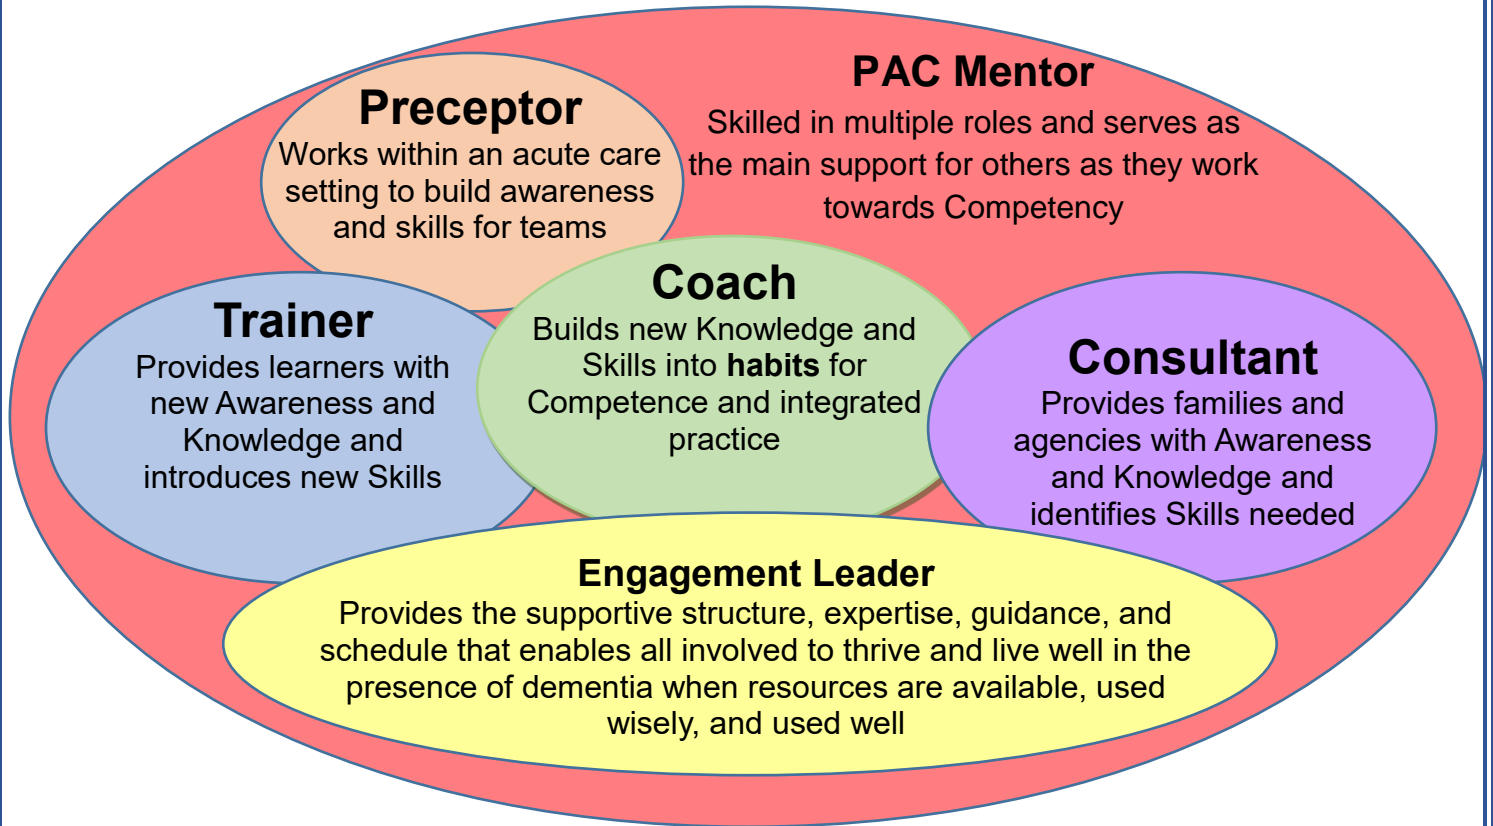 PAC Mentor
Skilled in multiple roles and serves as
the main support for others as they work
towards Competency
Preceptor
Works within an acute care
setting to build awareness
and skills for teams
Trainer
Provides learners with
new Awareness and
Knowledge and
introduces new Skills
Coach
Builds new Knowledge and
Skills into habits for
Competence and integrated
practice
Consultant
Provides families and
agencies with Awareness
and Knowledge and
identifies Skills needed
Engagement Leader
Provides the supportive structure, expertise, guidance, and
schedule that enables all involved to thrive and live well in the
presence of dementia when resources are available, used
wisely, and used well